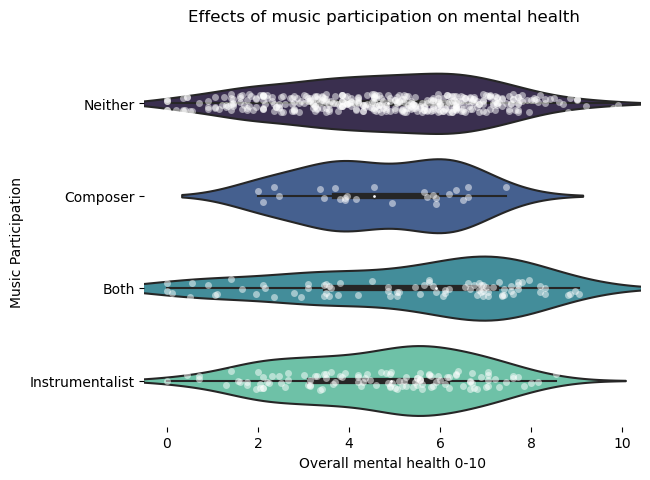 Effects of music participation on mental health
Music Participation
Neither
Composer
Both
Instrumentalist
0 2 4 6 8 10
Overall mental health 0-10